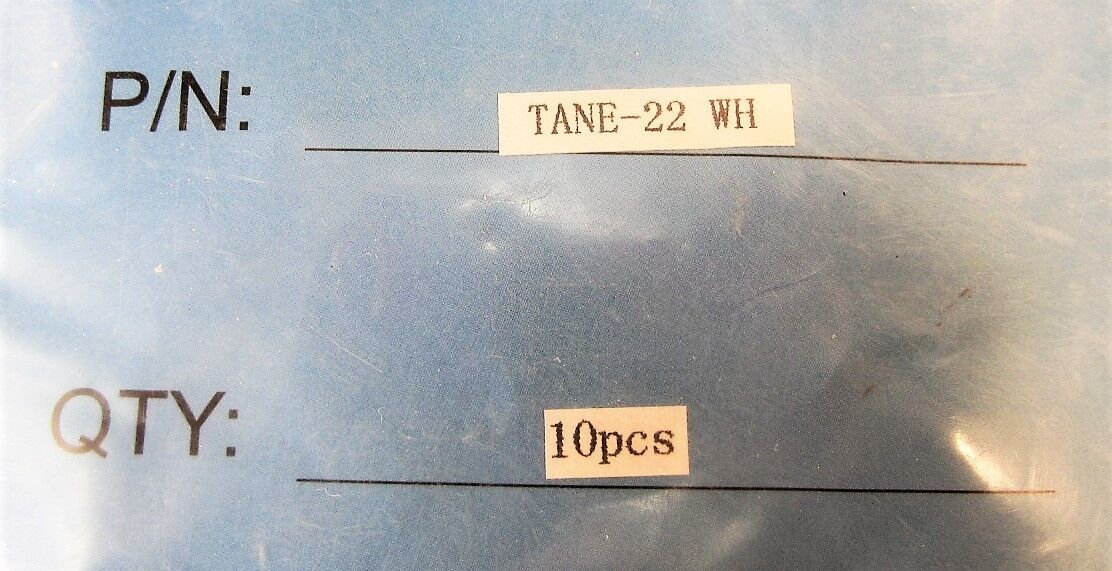 P/N: TANE-22 WH
QTY: 10pcs